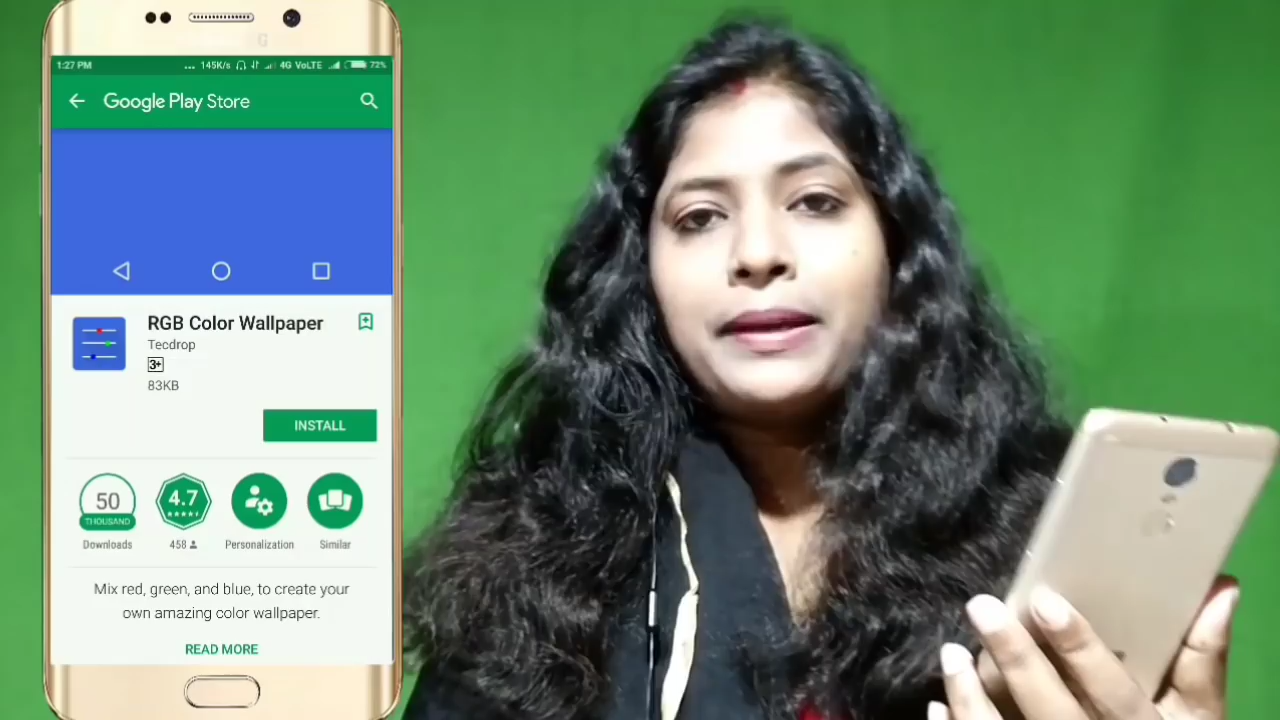 1:27 PM ... 145K/s 4G VoLTE 72%
Google Play Store
RGB Color Wallpaper
Tecdrop
3+
83KB
INSTALL
50 4.7
THOUSAND
Downloads 458 Personalization Similar
Mix red, green, and blue, to create your
own amazing color wallpaper.
READ MORE